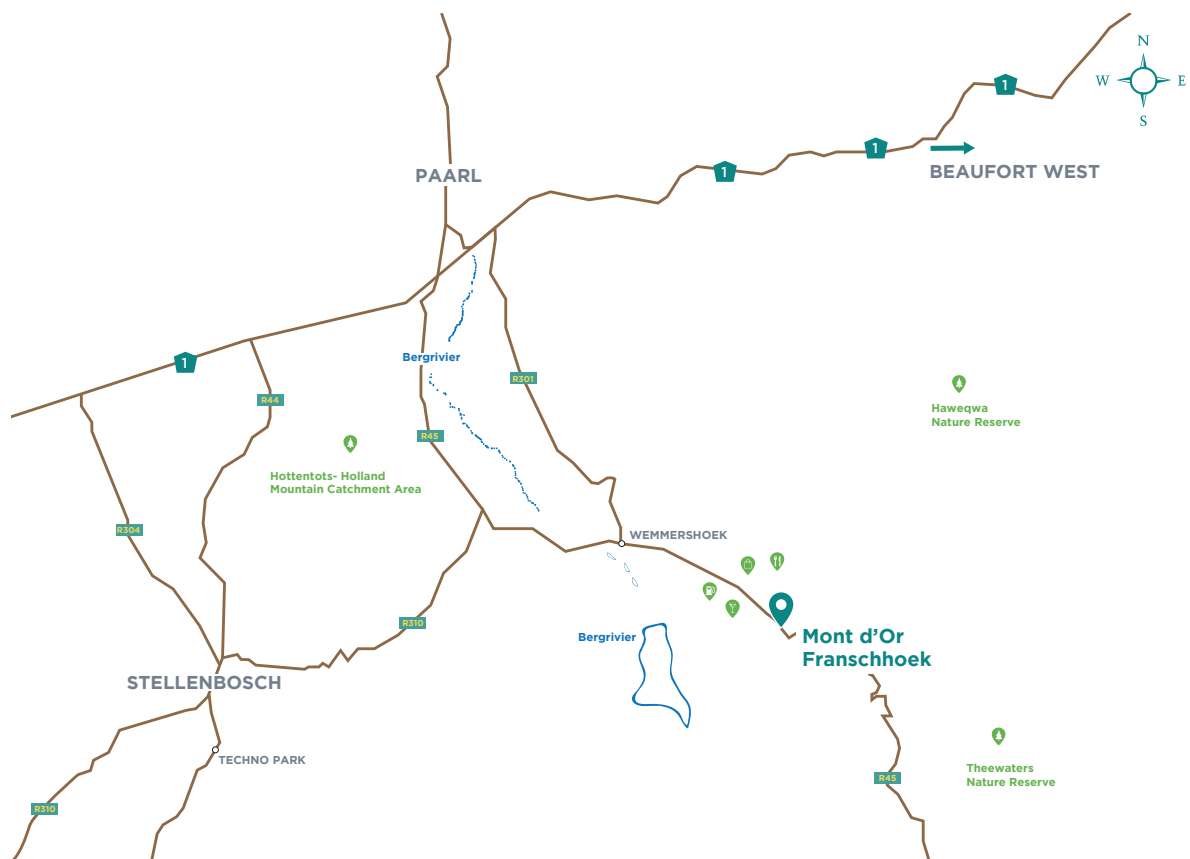 N
W
E
S
1
1
1
PAARL
BEAUFORT WEST
Bergrivier
1
R301
R44
Haweqwa
Nature Reserve
R45
Hottentots- Holland
Mountain Catchment Area
R304
WEMMERSHOEK
R310
Bergrivier
Mont d’Or
Franschhoek
STELLENBOSCH
TECHNO PARK
Theewaters
Nature Reserve
R45
R310